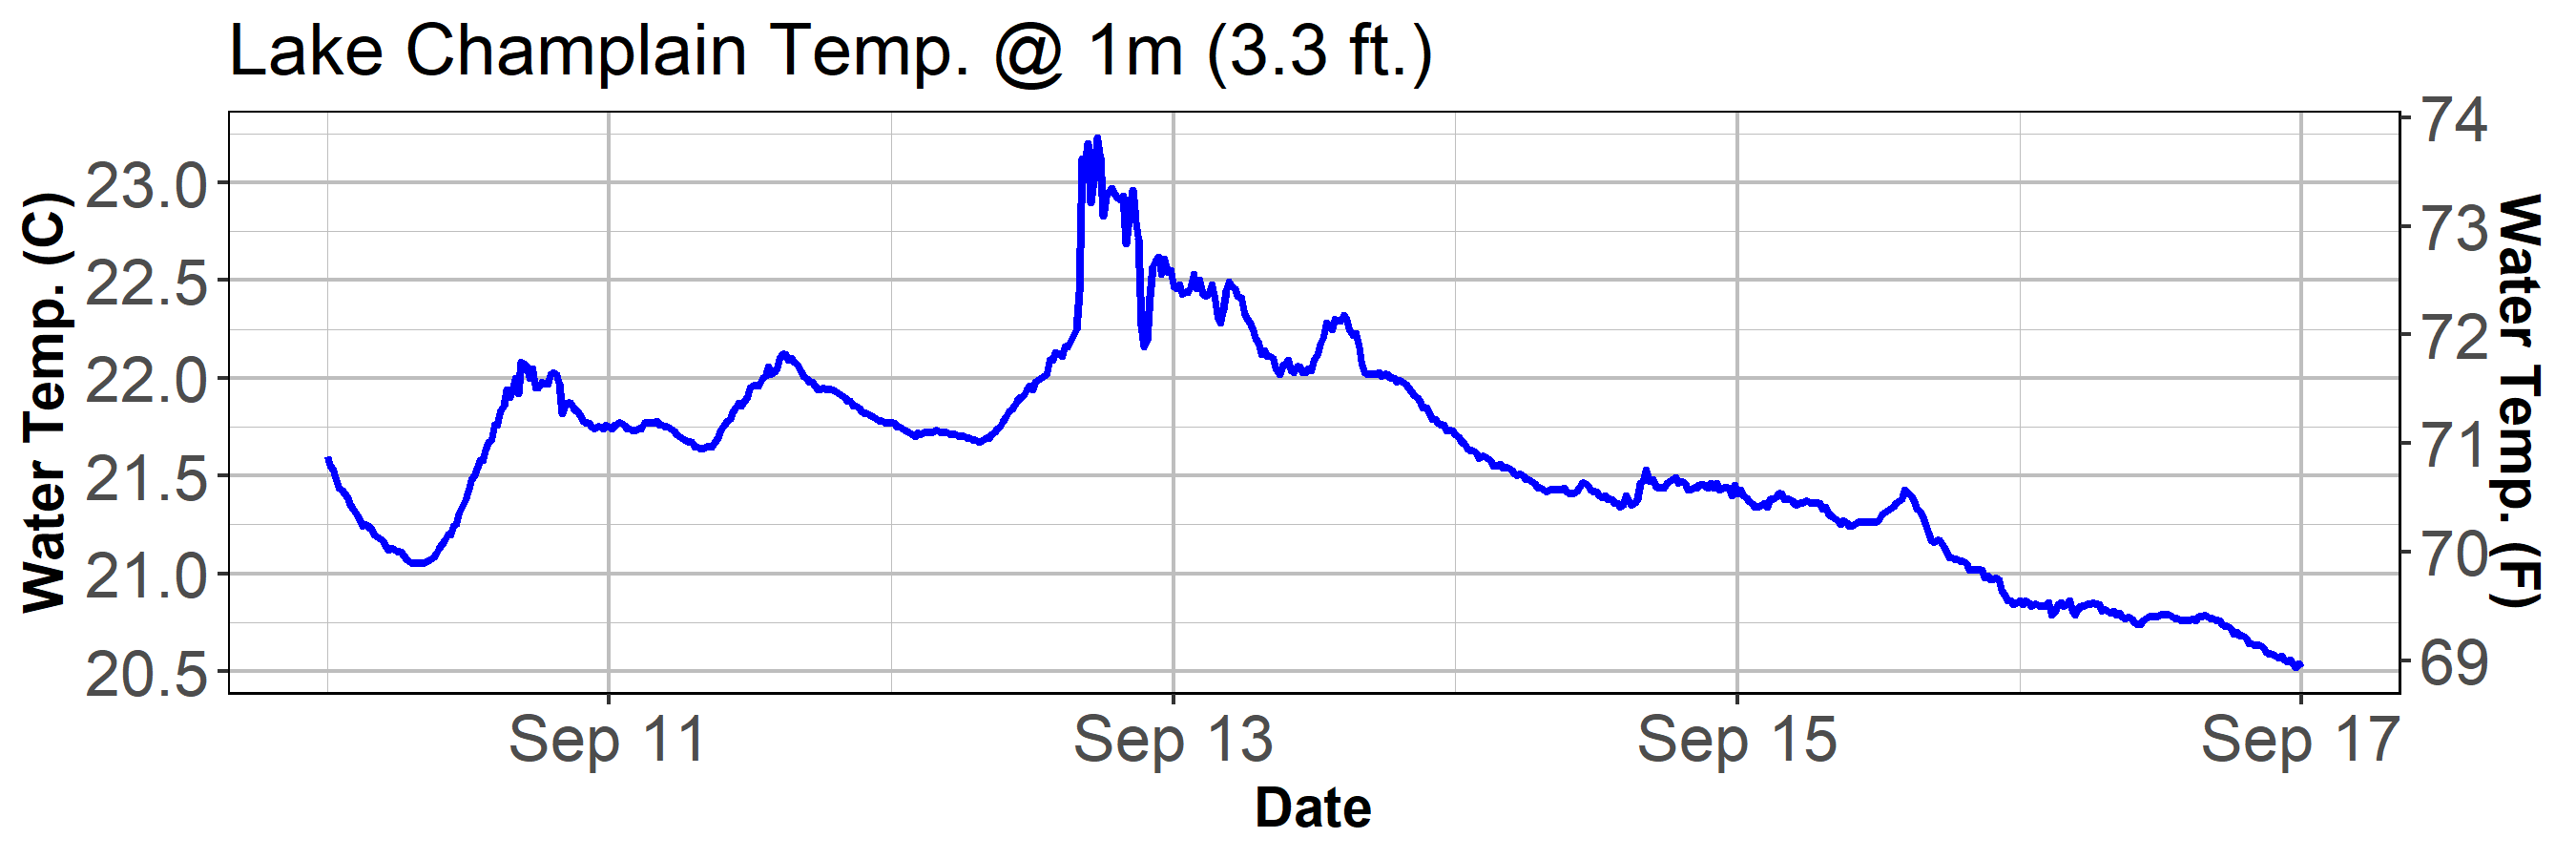 Lake Champlain Temp. @ 1m (3.3 ft.)
Water Temp. (C)
23.0
22.5
22.0
21.5
21.0
20.5
74
73
72
71
70
69
Water Temp. (F)
Sep 11
Sep 13
Sep 15
Sep 17
Date